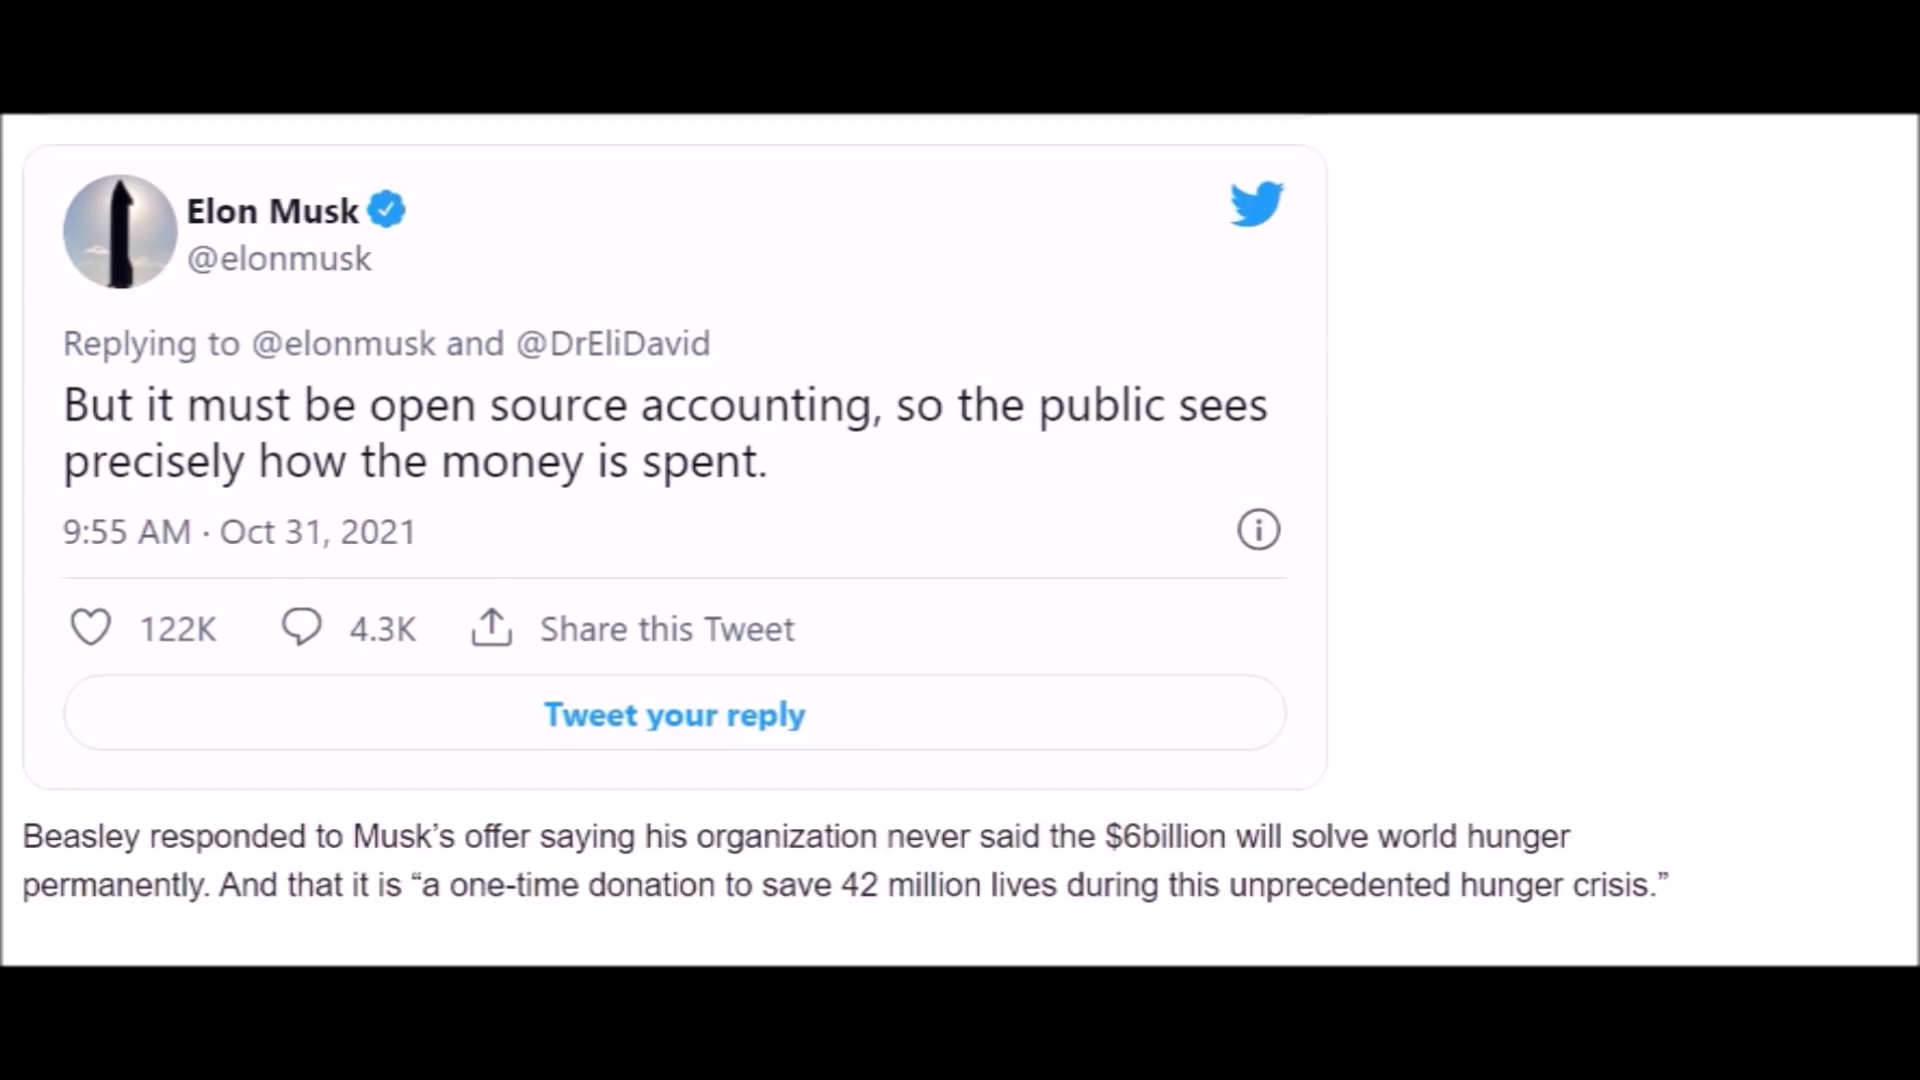 Elon Musk
@elonmusk
Replying to @elonmusk and @DrEliDavid
But it must be open source accounting, so the public sees
precisely how the money is spent.
9:55 AM · Oct 31, 2021
122K 4.3K Share this Tweet
Tweet your reply
Beasley responded to Musk’s offer saying his organization never said the $6billion will solve world hunger
permanently. And that it is “a one-time donation to save 42 million lives during this unprecedented hunger crisis.”